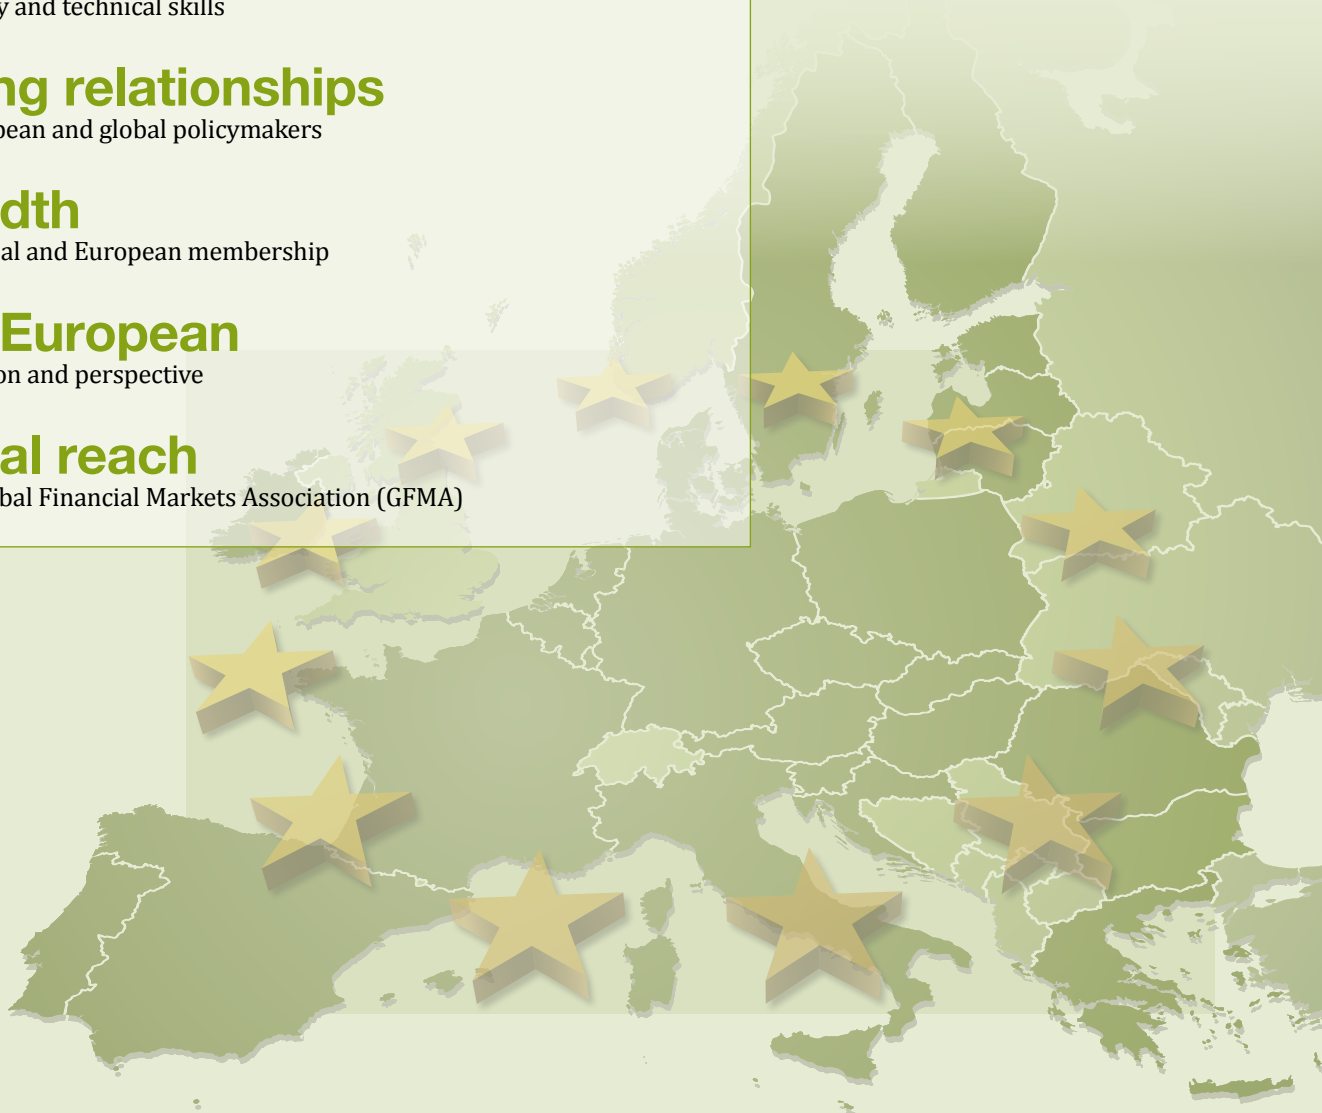 y and technical skills
ng relationships
pean and global policymakers
dth
al and European membership
European
on and perspective
al reach
bal Financial Markets Association (GFMA)